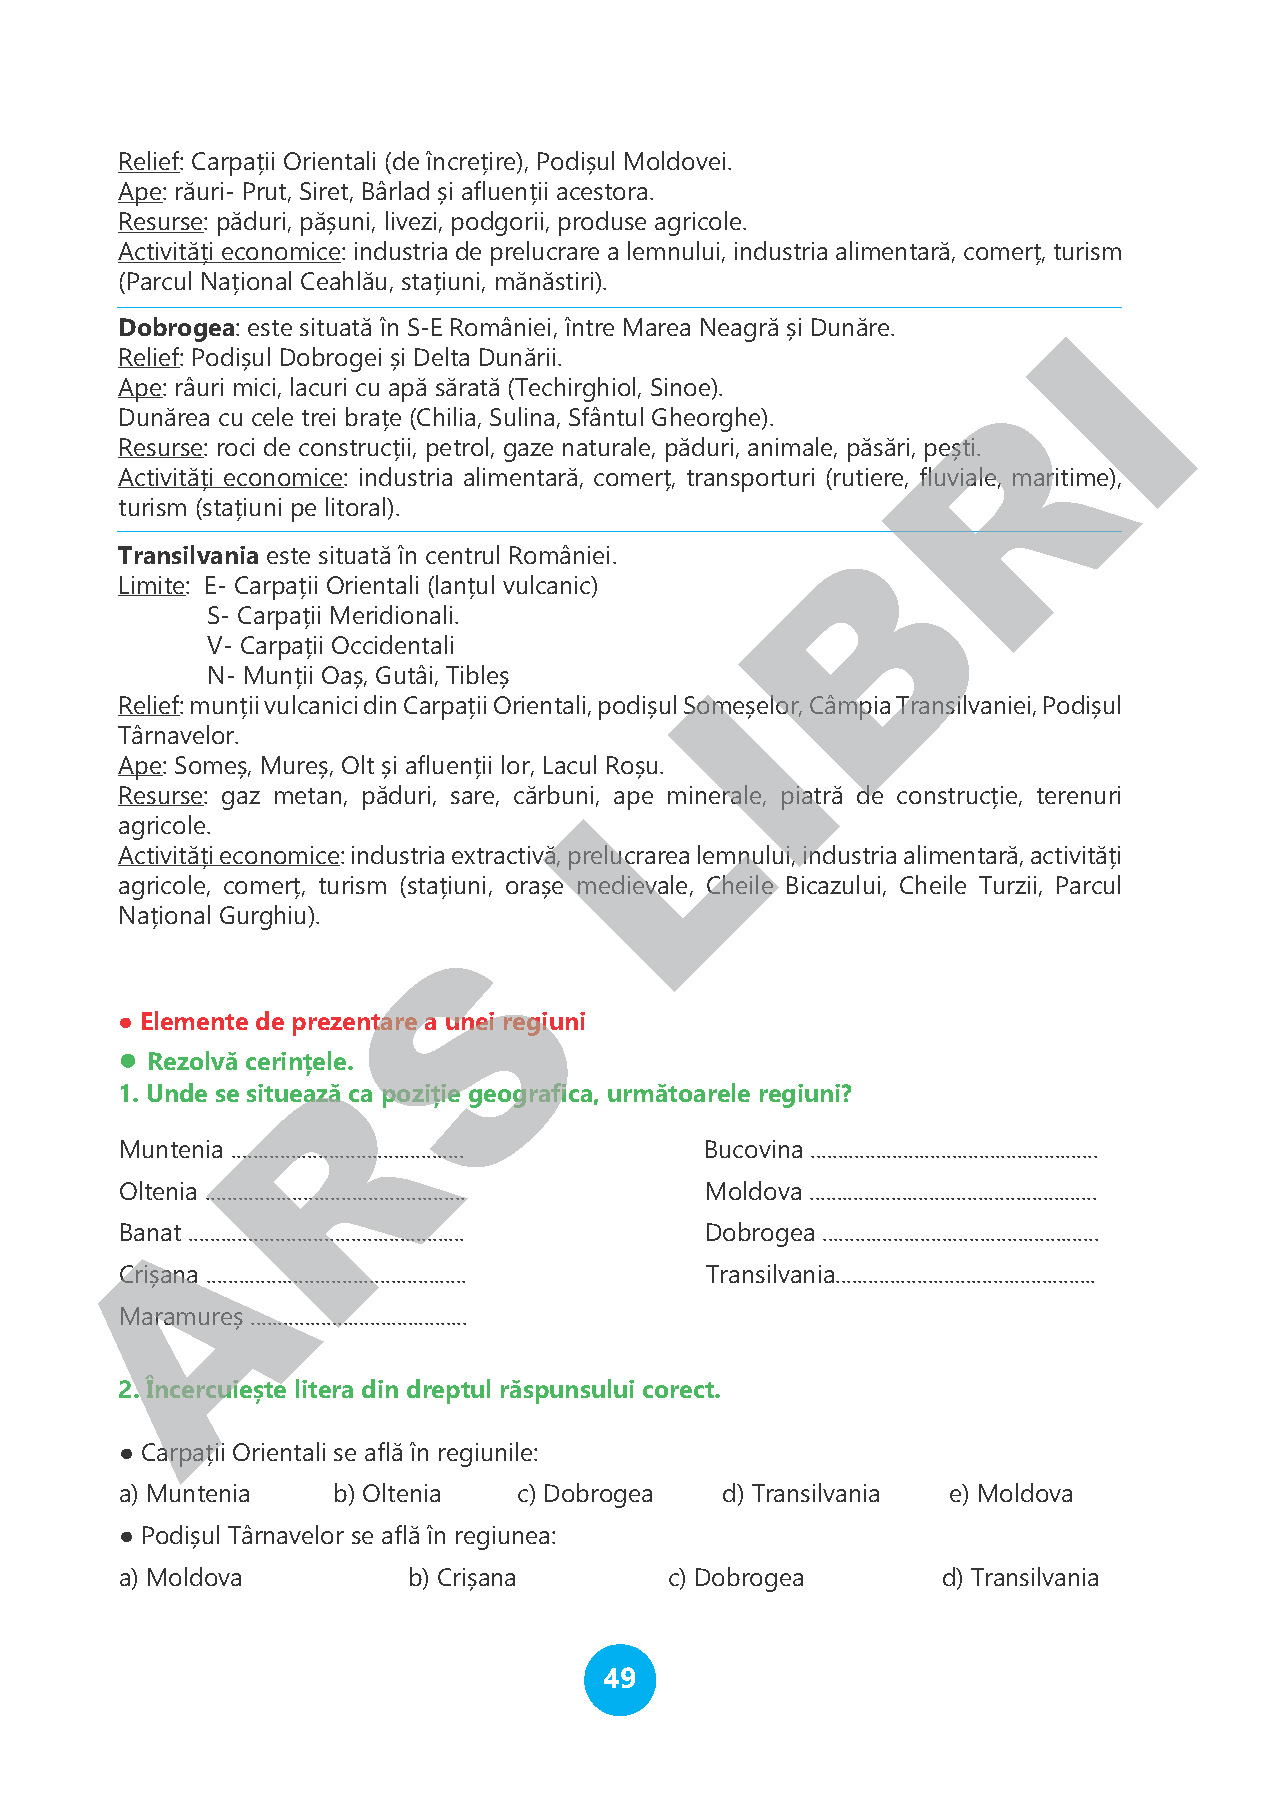 Relief: Carpații Orientali (de încrețire), Podișul Moldovei.
Ape: răuri- Prut, Siret, Bârlad și afluenții acestora.
Resurse: păduri, pășuni, livezi, podgorii, produse agricole.
Activități economice: industria de prelucrare a lemnului, industria alimentară, comerț, turism
(Parcul Național Ceahlău, stațiuni, mănăstiri).
Dobrogea: este situată în S-E României, între Marea Neagră și Dunăre.
Relief: Podișul Dobrogei și Delta Dunării.
Ape: râuri mici, lacuri cu apă sărată (Techirghiol, Sinoe).
Dunărea cu cele trei brațe (Chilia, Sulina, Sfântul Gheorghe).
Resurse: roci de construcții, petrol, gaze naturale, păduri, animale, păsări, pești.
Activități economice: industria alimentară, comerț, transporturi (rutiere, fluviale, maritime),
turism (stațiuni pe litoral).
Transilvania este situată în centrul României.
Limite: E- Carpații Orientali (lanțul vulcanic)
S- Carpații Meridionali.
V- Carpații Occidentali
N- Munții Oaș, Gutâi, Tibleș
Relief: munții vulcanici din Carpații Orientali, podișul Someșelor, Câmpia Transilvaniei, Podișul
Târnavelor.
Ape: Someș, Mureș, Olt și afluenții lor, Lacul Roșu.
Resurse: gaz metan, păduri, sare, cărbuni, ape minerale, piatră de construcție, terenuri
agricole.
Activități economice: industria extractivă, prelucrarea lemnului, industria alimentară, activități
agricole, comerț, turism (stațiuni, orașe medievale, Cheile Bicazului, Cheile Turzii, Parcul
Național Gurghiu).
● Elemente de prezentare a unei regiuni
● Rezolvă cerințele.
1. Unde se situează ca poziție geografica, următoarele regiuni?
Muntenia ........................................... Bucovina .....................................................
Oltenia ................................................ Moldova .....................................................
Banat ................................................... Dobrogea ...................................................
Crișana ................................................ Transilvania................................................
Maramureș ........................................
2. Încercuiește litera din dreptul răspunsului corect.
● Carpații Orientali se află în regiunile:
a) Muntenia b) Oltenia c) Dobrogea d) Transilvania e) Moldova
● Podișul Târnavelor se află în regiunea:
a) Moldova b) Crișana c) Dobrogea d) Transilvania
49
ARS LIBRI